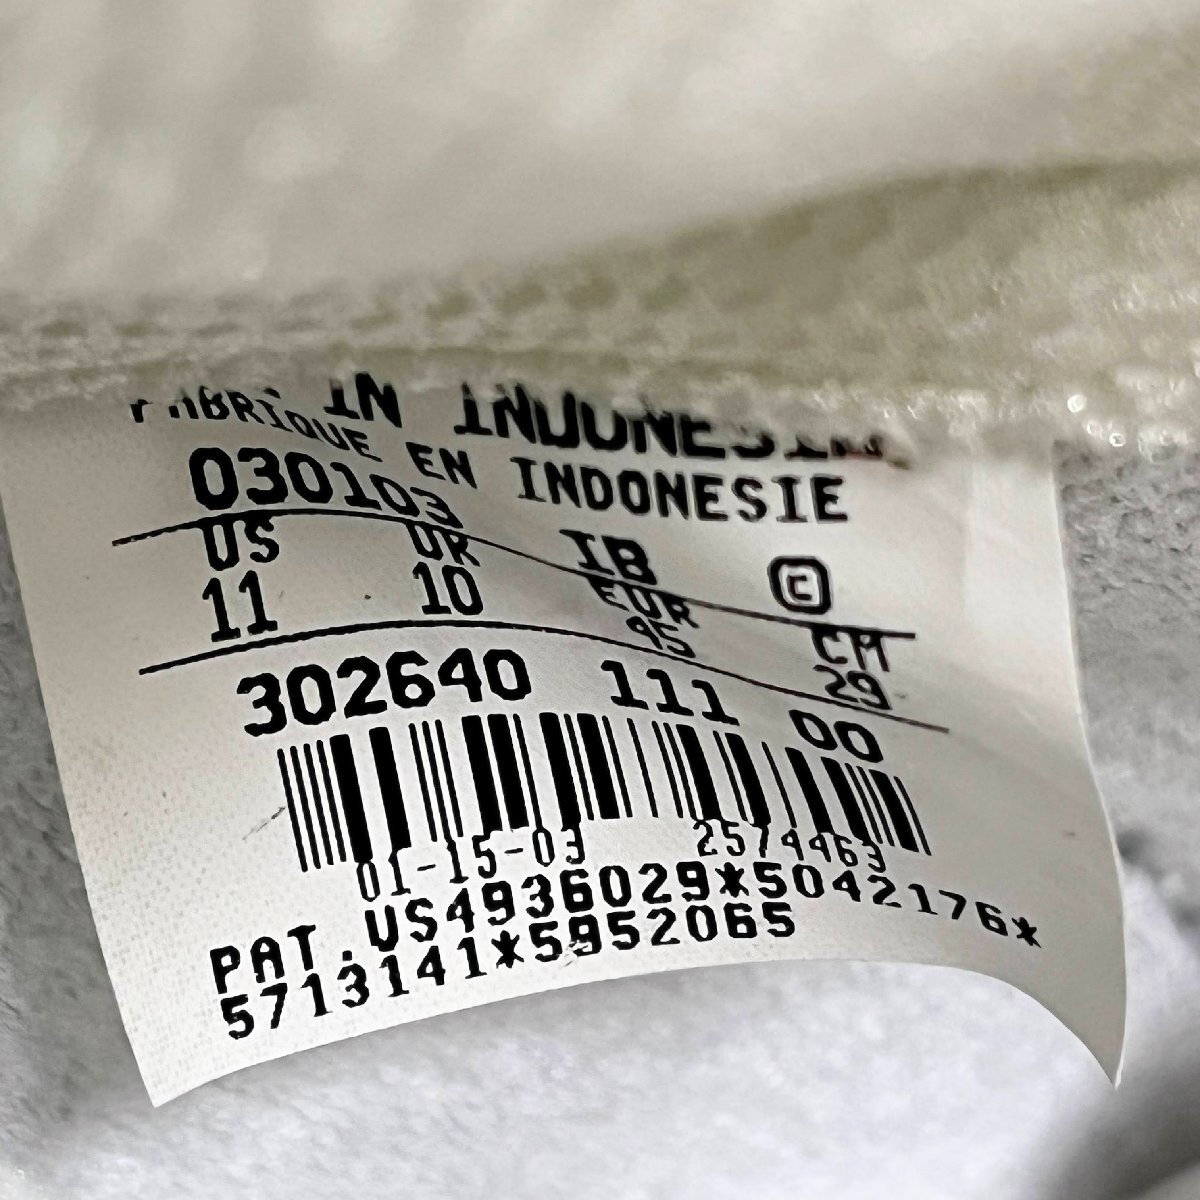 IN INDONESIA
FABRIQUE EN INDONESIE
030103 IB ©
US UK EUR CM
11 10 45 29
302640 111 00
01-15-03 2574463
PAT.US4936029*5042176*
5713141*5952065